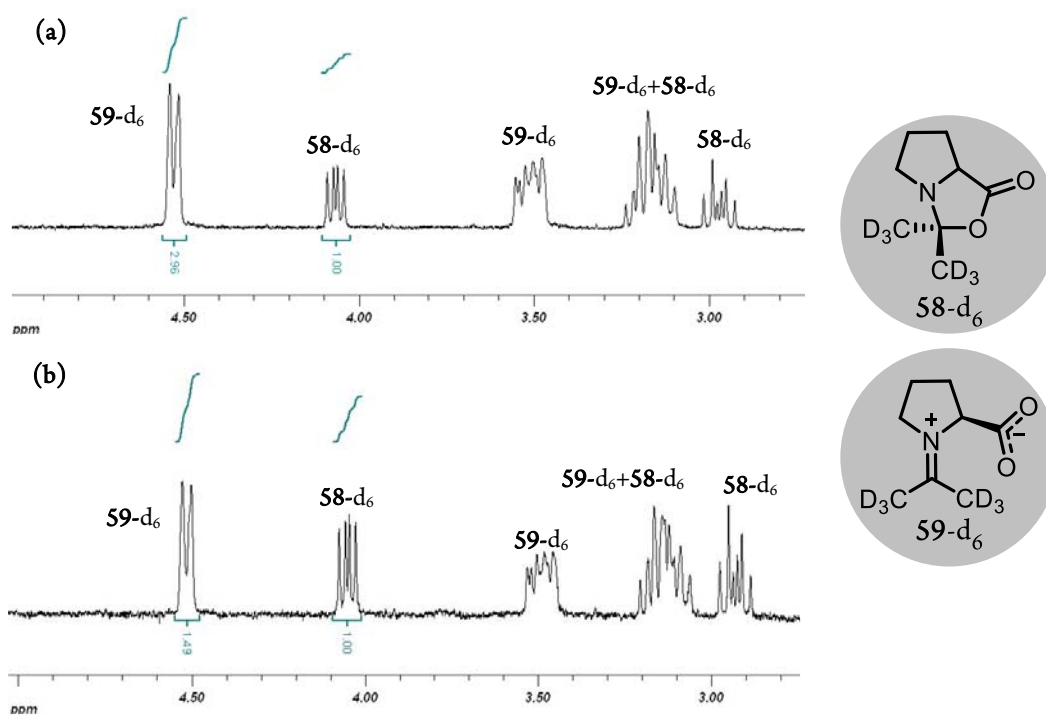 (a)
59-d6
58-d6
59-d6
59-d6+58-d6
58-d6
2.96
1.00
4.50
4.00
3.50
3.00
ppm
N
O
O
D3C
CD3
58-d6
(b)
59-d6
58-d6
59-d6
59-d6+58-d6
58-d6
1.49
1.00
4.50
4.00
3.50
3.00
ppm
+
N
O
−
O
D3C
CD3
59-d6